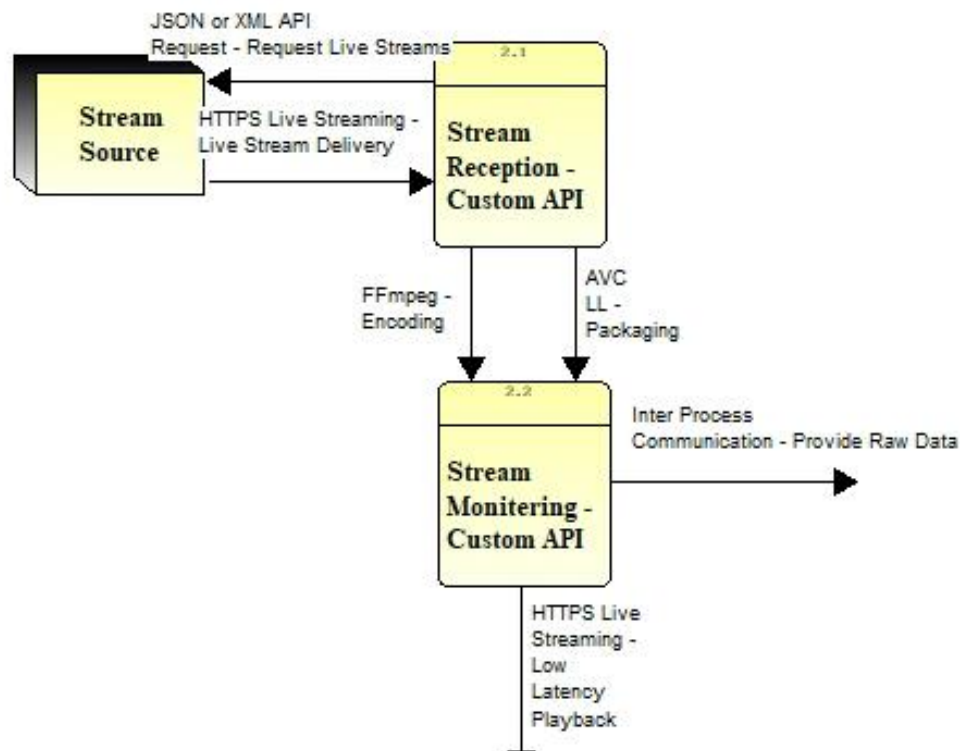 JSON or XML API
Request - Request Live Streams
2.1
Stream
Source
HTTPS Live Streaming -
Live Stream Delivery
Stream
Reception -
Custom API
FFmpeg -
Encoding
AVC
LL -
Packaging
2.2
Stream
Monitering -
Custom API
Inter Process
Communication - Provide Raw Data
HTTPS Live
Streaming -
Low
Latency
Playback